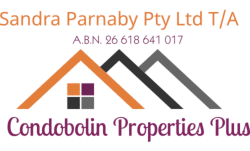 Sandra Parnaby Pty Ltd T/A
A.B.N. 26 618 641 017
Condobolin Properties Plus